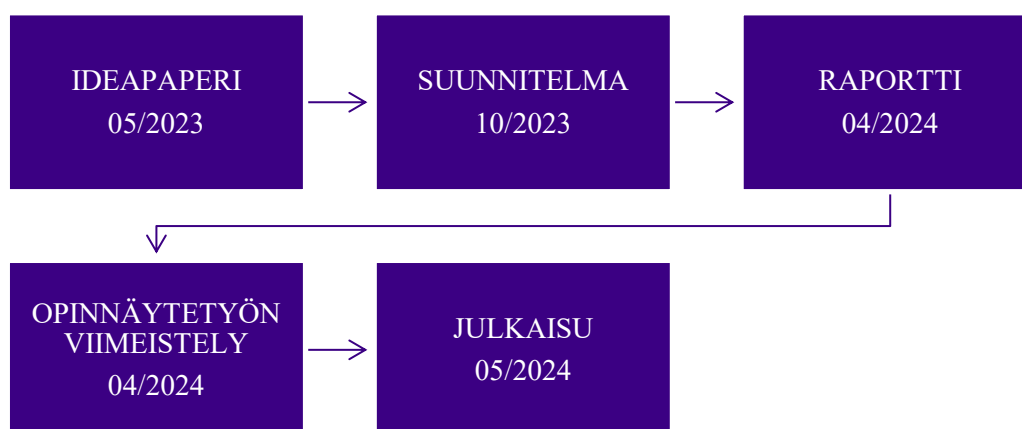 IDEAPAPERI
05/2023
SUUNNITELMA
10/2023
RAPORTTI
04/2024
OPINNÄYTETYÖN
VIIMEISTELY
04/2024
JULKAISU
05/2024